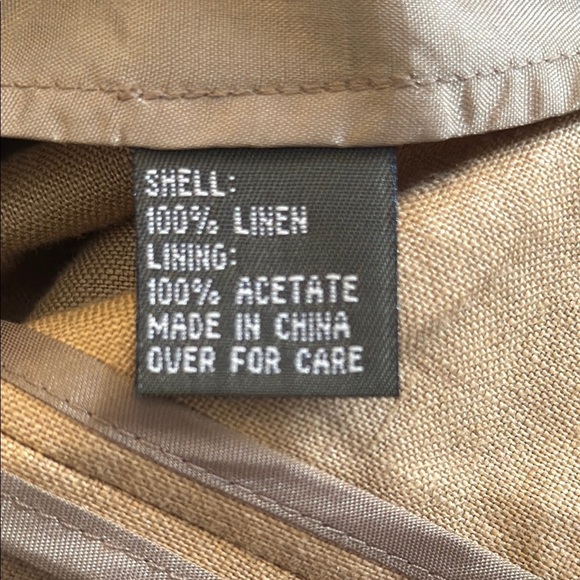 SHELL:
100% LINEN
LINING:
100% ACETATE
MADE IN CHINA
OVER FOR CARE